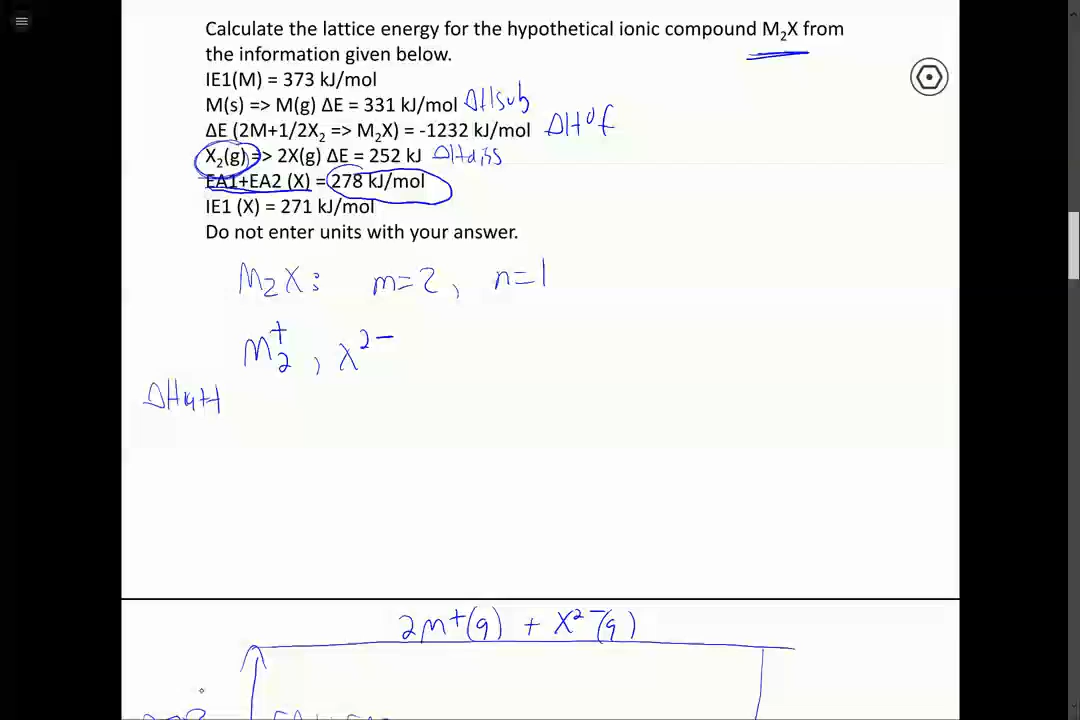 Calculate the lattice energy for the hypothetical ionic compound M₂X from
the information given below.
IE1(M) = 373 kJ/mol
M(s) => M(g) ΔE = 331 kJ/mol ΔHsub
ΔE (2M+1/2X₂ => M₂X) = -1232 kJ/mol ΔH°f
X₂(g) => 2X(g) ΔE = 252 kJ ΔHdiss
EA1+EA2 (X) = 278 kJ/mol
IE1 (X) = 271 kJ/mol
Do not enter units with your answer.
M₂X: m=2, n=1
M₂⁺, X²⁻
ΔHlatt
2M⁺(g) + X²⁻(g)